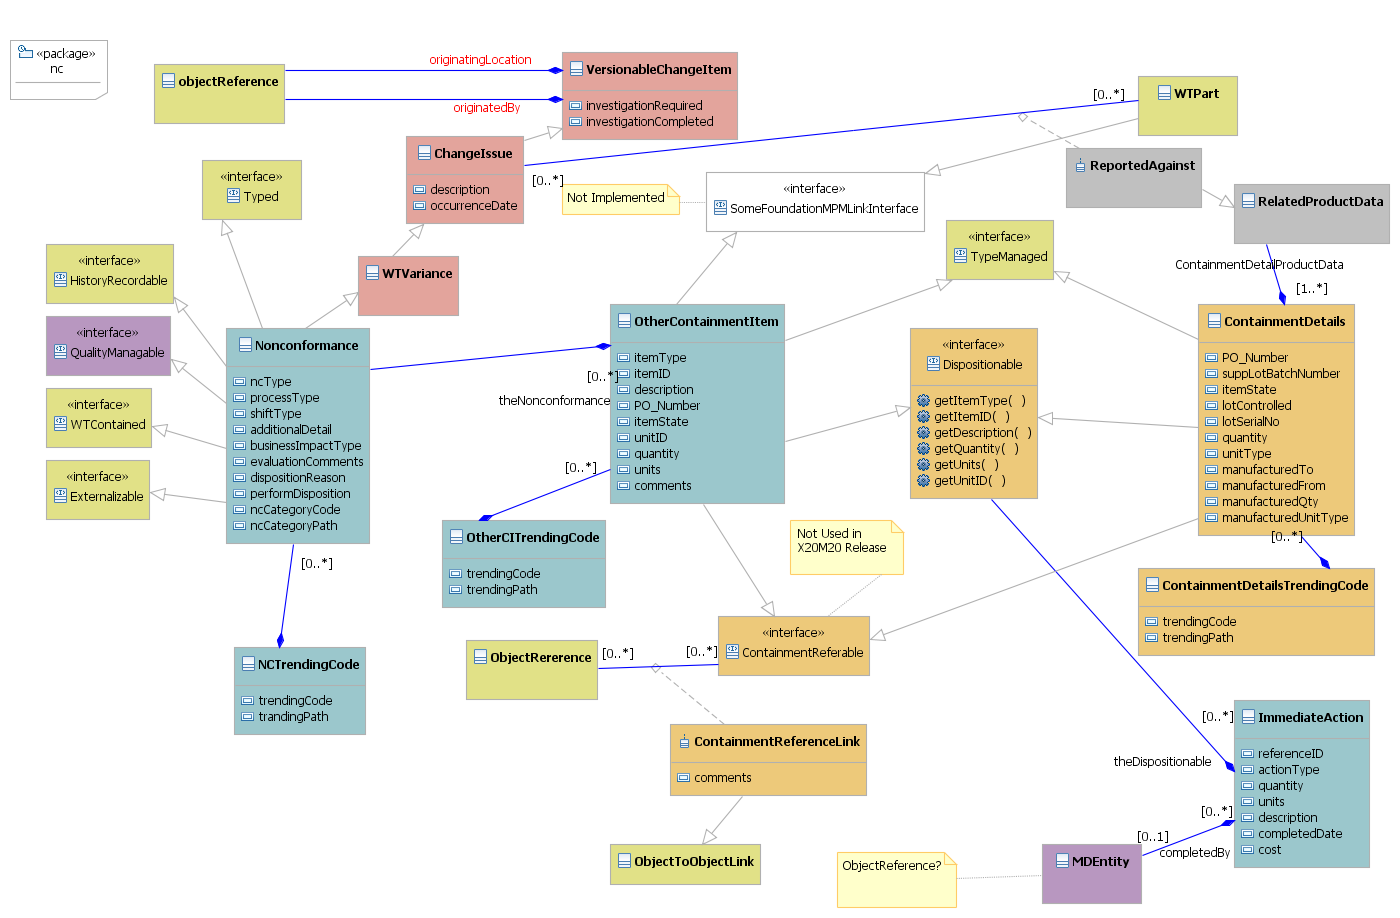 «package»
nc
objectReference
originatingLocation
originatedBy
VersionableChangeItem
investigationRequired
investigationCompleted
[0..*]
WTPart
ChangeIssue
description
occurrenceDate
[0..*]
Not Implemented
«interface»
SomeFoundationMPMLinkInterface
ReportedAgainst
RelatedProductData
«interface»
Typed
«interface»
HistoryRecordable
WTVariance
«interface»
TypeManaged
ContainmentDetailProductData
[1..*]
«interface»
QualityManagable
«interface»
WTContained
«interface»
Externalizable
Nonconformance
ncType
processType
shiftType
additionalDetail
businessImpactType
evaluationComments
dispositionReason
performDisposition
ncCategoryCode
ncCategoryPath
[0..*]
theNonconformance
[0..*]
OtherContainmentItem
itemType
itemID
description
PO_Number
itemState
unitID
quantity
units
comments
«interface»
Dispositionable
getItemType(  )
getItemID(  )
getDescription(  )
getQuantity(  )
getUnits(  )
getUnitID(  )
ContainmentDetails
PO_Number
suppLotBatchNumber
itemState
lotControlled
lotSerialNo
quantity
unitType
manufacturedTo
manufacturedFrom
manufacturedQty
manufacturedUnitType
[0..*]
OtherCITrendingCode
trendingCode
trendingPath
Not Used in
X20M20 Release
ContainmentDetailsTrendingCode
trendingCode
trendingPath
[0..*]
NCTrendingCode
trendingCode
trandingPath
ObjectRererence
[0..*]
[0..*]
«interface»
ContainmentReferable
ContainmentReferenceLink
comments
ObjectToObjectLink
[0..*]
theDispositionable
ImmediateAction
referenceID
actionType
quantity
units
description
completedDate
cost
[0..*]
[0..1]
completedBy
ObjectReference?
MDEntity